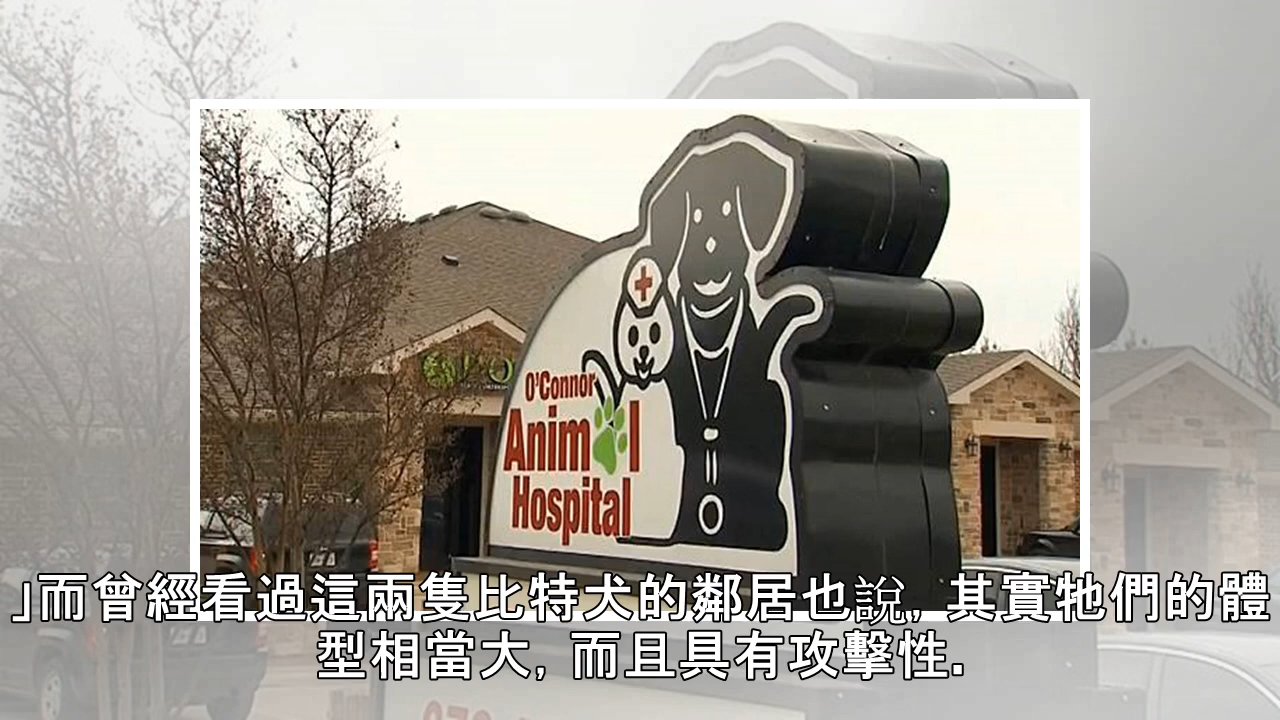 O'Connor
Animal
Hospital
」而曾經看過這兩隻比特犬的鄰居也說, 其實牠們的體
型相當大, 而且具有攻擊性.